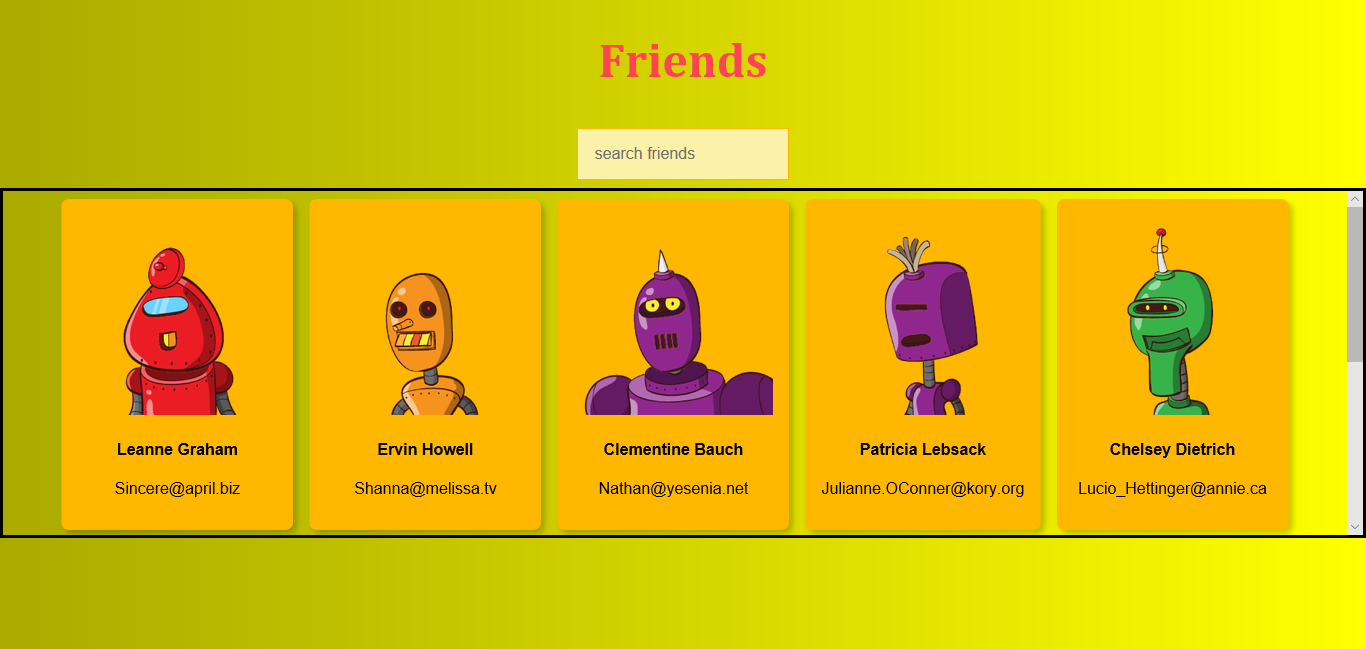 Friends
search friends
Leanne Graham
Sincere@april.biz
Ervin Howell
Shanna@melissa.tv
Clementine Bauch
Nathan@yesenia.net
Patricia Lebsack
Julianne.OConner@kory.org
Chelsey Dietrich
Lucio_Hettinger@annie.ca